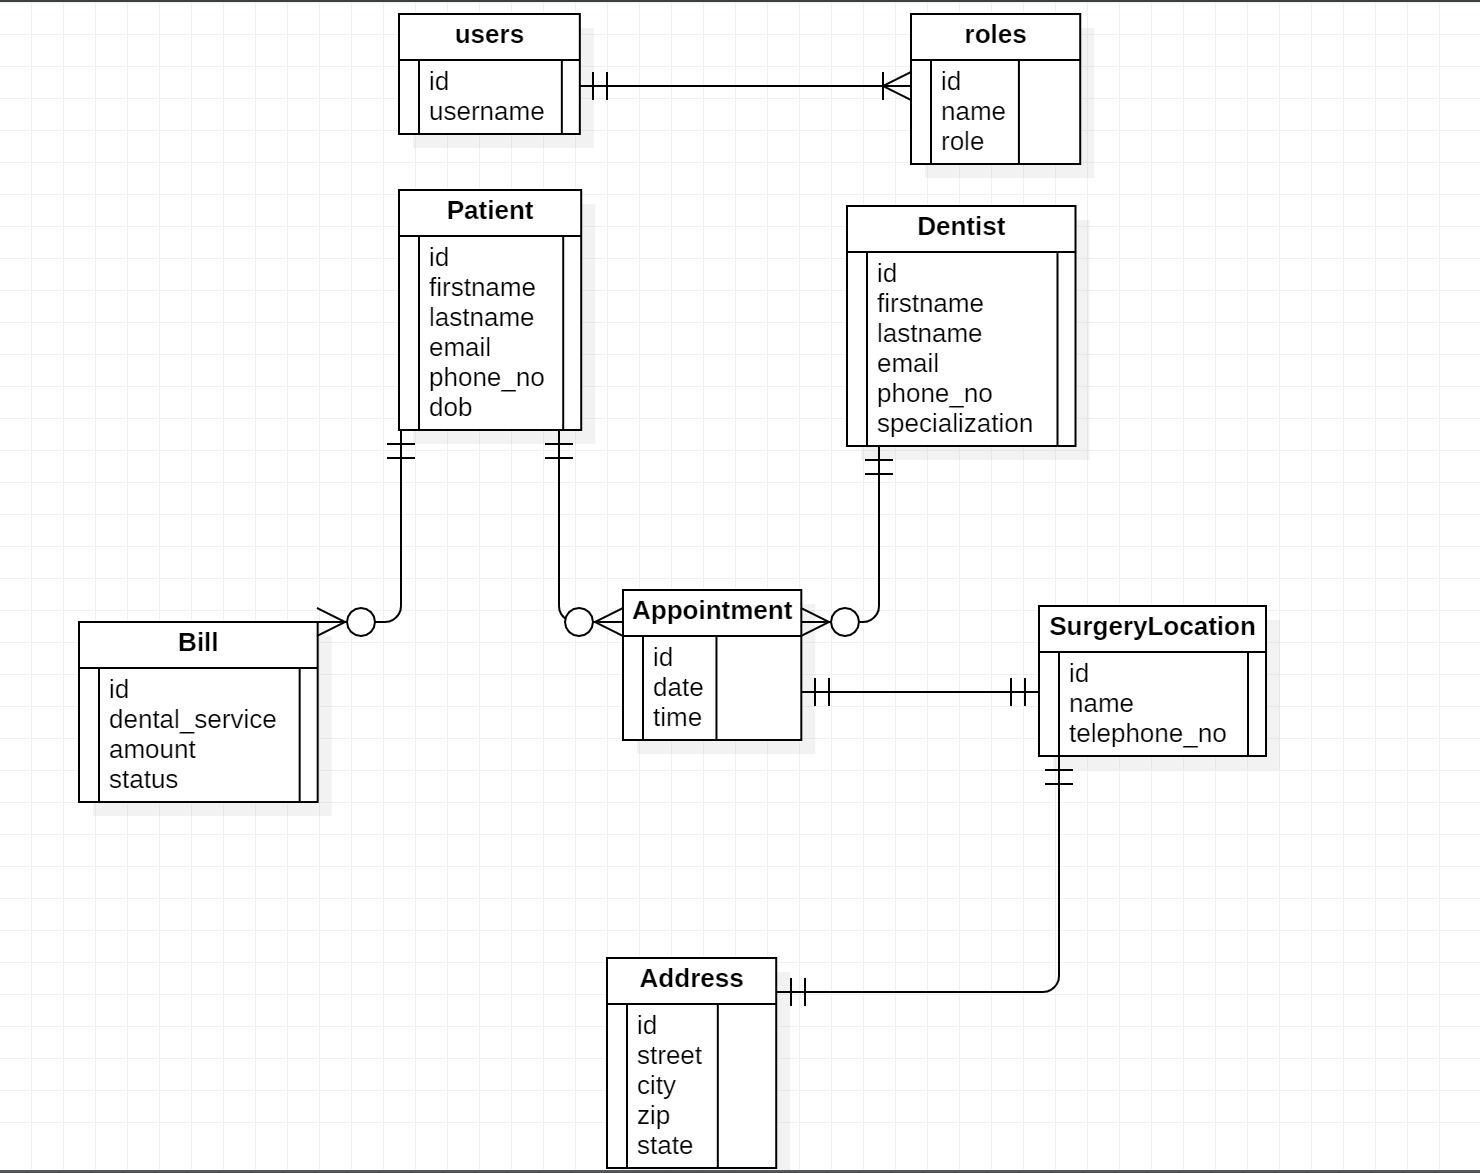 users
id
username
roles
id
name
role
Patient
id
firstname
lastname
email
phone_no
dob
Dentist
id
firstname
lastname
email
phone_no
specialization
Bill
id
dental_service
amount
status
Appointment
id
date
time
SurgeryLocation
id
name
telephone_no
Address
id
street
city
zip
state